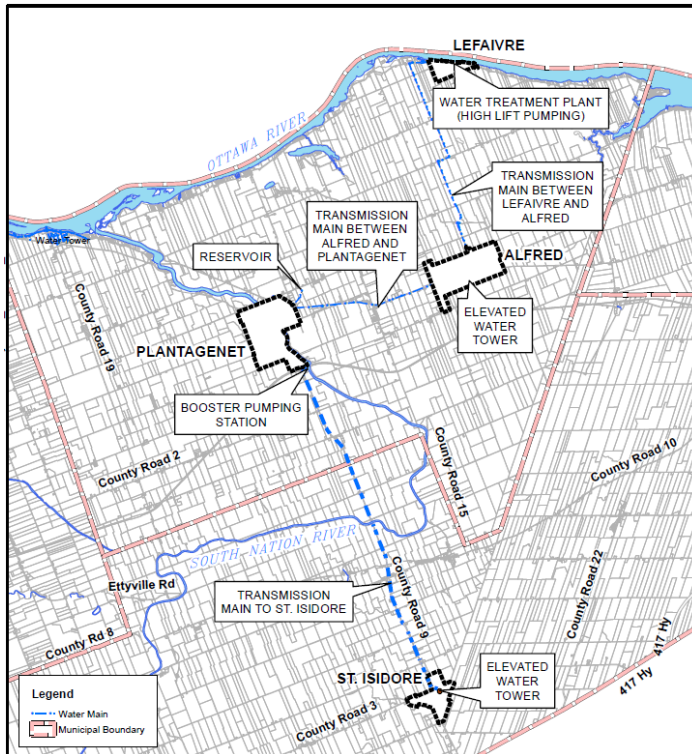 LEFAIVRE
WATER TREATMENT PLANT
(HIGH LIFT PUMPING)
OTTAWA RIVER
TRANSMISSION
MAIN BETWEEN
LEFAIVRE AND
ALFRED
TRANSMISSION
MAIN BETWEEN
ALFRED AND
PLANTAGENET
Water Tower
RESERVOIR
ALFRED
ELEVATED
WATER
TOWER
County Road 19
PLANTAGENET
BOOSTER PUMPING
STATION
County Road 2
County Road 15
County Road 10
SOUTH NATION RIVER
Ettyville Rd
TRANSMISSION
MAIN TO ST. ISIDORE
County Road 9
County Road 22
County Rd 8
417 Hy
ST. ISIDORE
ELEVATED
WATER
TOWER
417 Hy
County Road 3
Legend
Water Main
Municipal Boundary